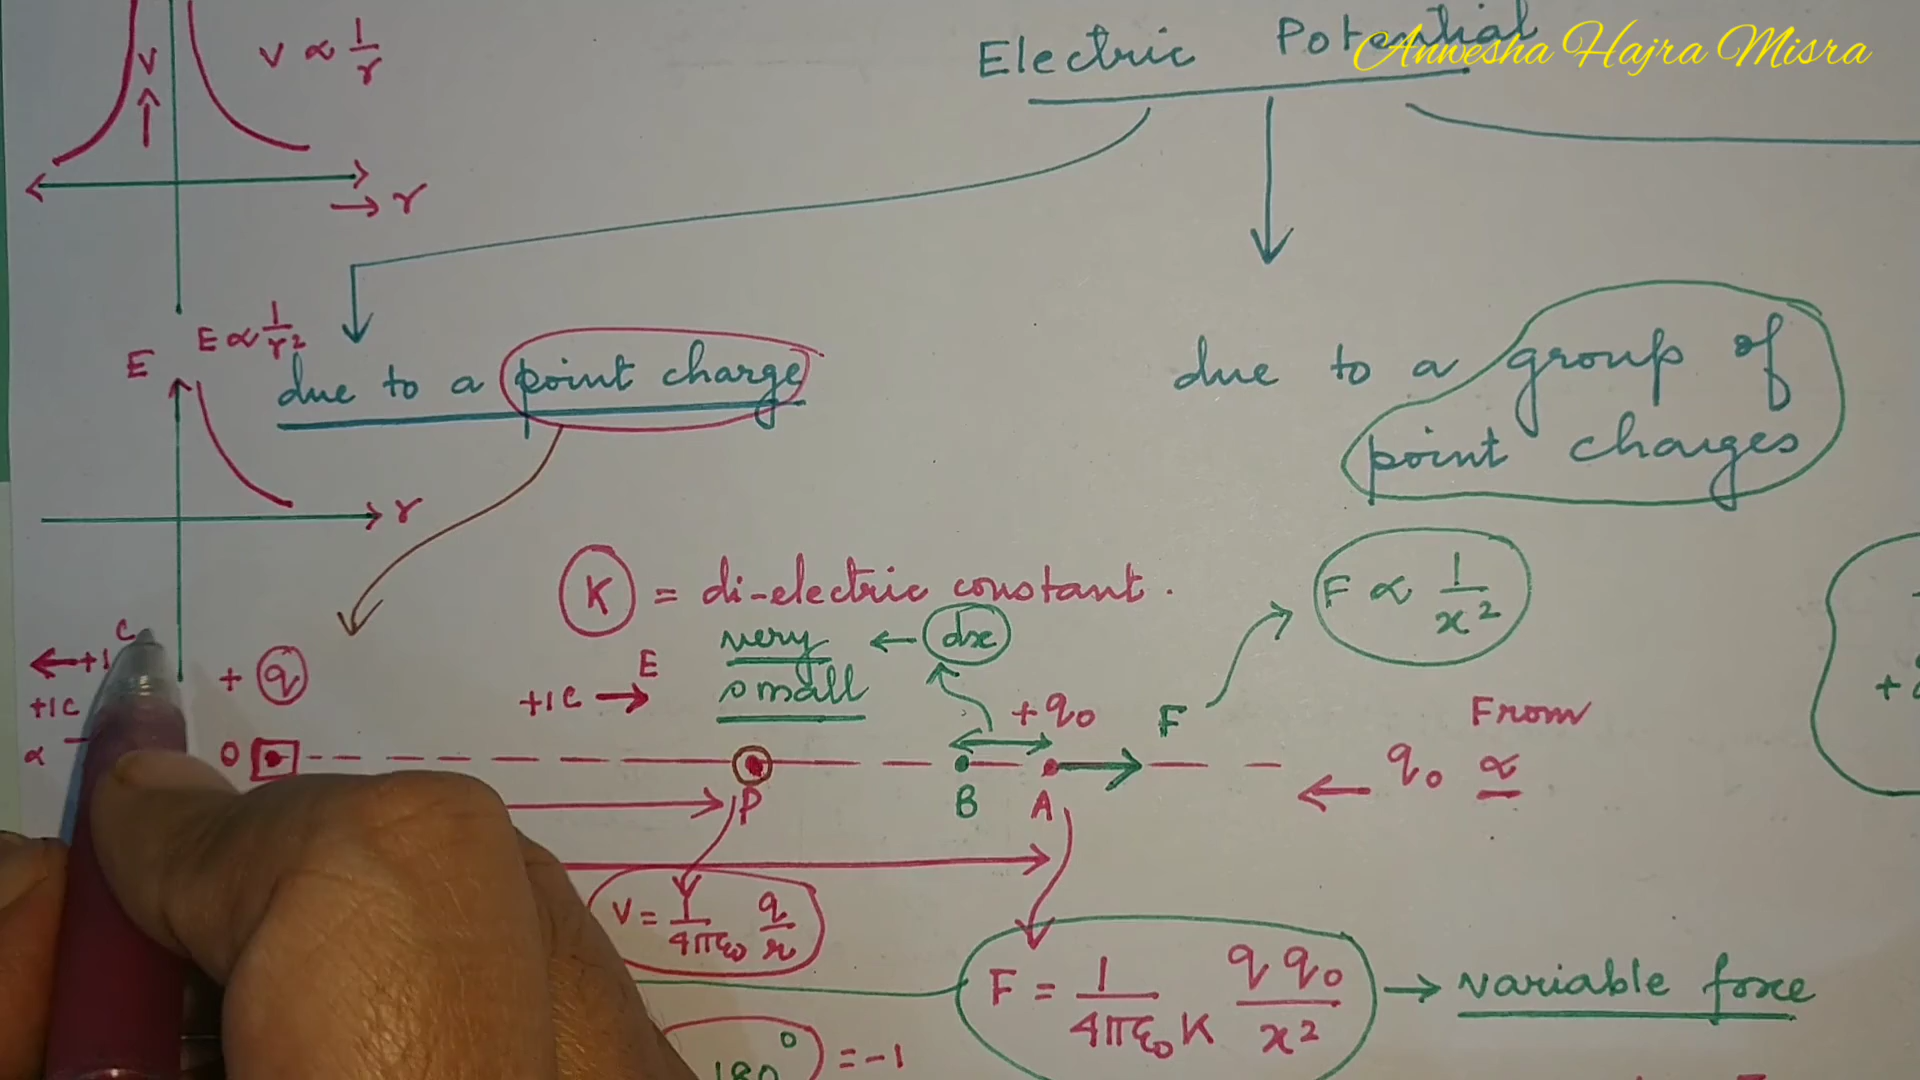 Electric Potential
Anwesha Hajra Misra
V
V ∝ 1/r
r
E
E ∝ 1/r²
r
due to a point charge
due to a group of
point charges
K = di-electric constant.
very ← dx
small
F ∝ 1/x²
C
← +1
+1C
∝
+ q
+1C → E
+q₀
F
From
q₀ ∝
O
P
B
A
V = 1/4πε₀ q/r
F = 1/4πε₀K qq₀/x² → variable force
180° = -1